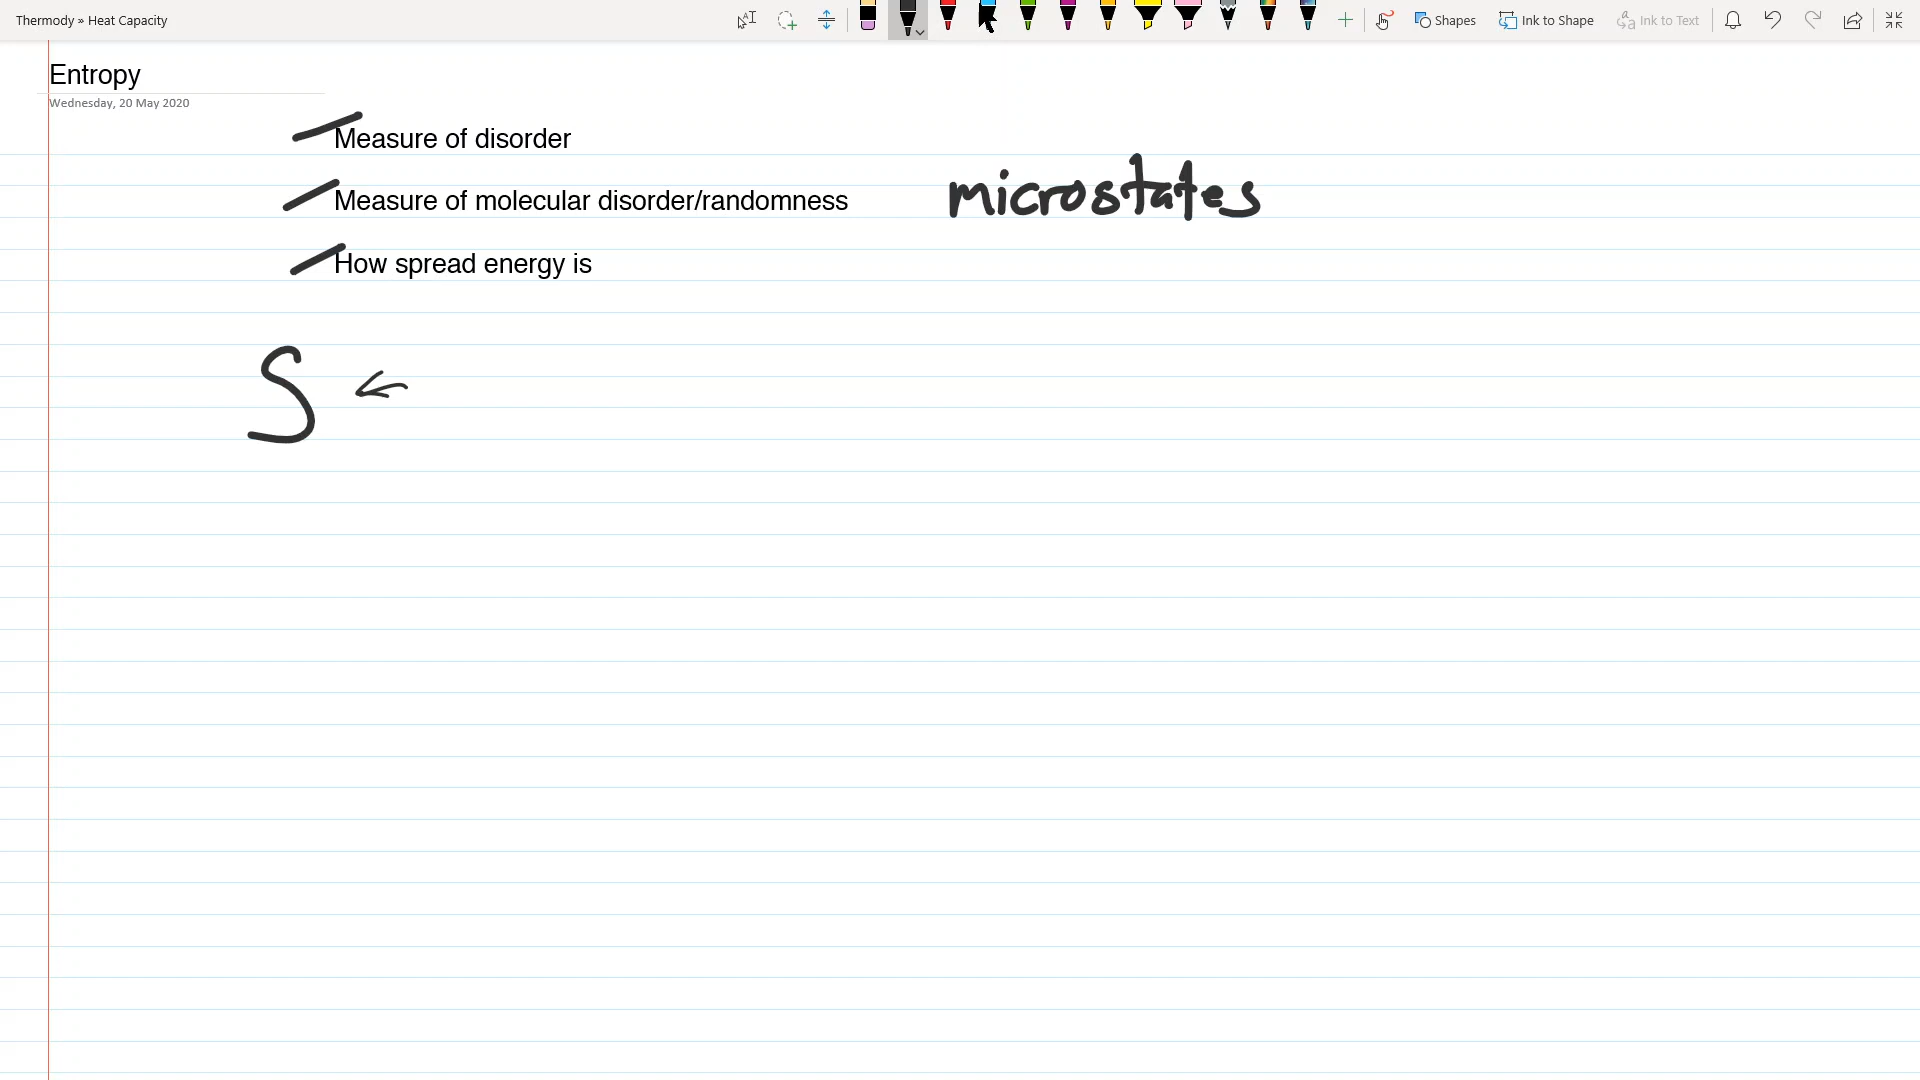 Thermody » Heat Capacity
Shapes
Ink to Shape
Ink to Text
Entropy
Wednesday, 20 May 2020
Measure of disorder
Measure of molecular disorder/randomness microstates
How spread energy is
S ←